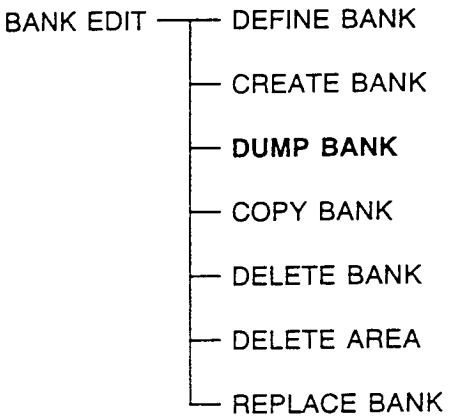 BANK EDIT DEFINE BANK
CREATE BANK
DUMP BANK
COPY BANK
DELETE BANK
DELETE AREA
REPLACE BANK